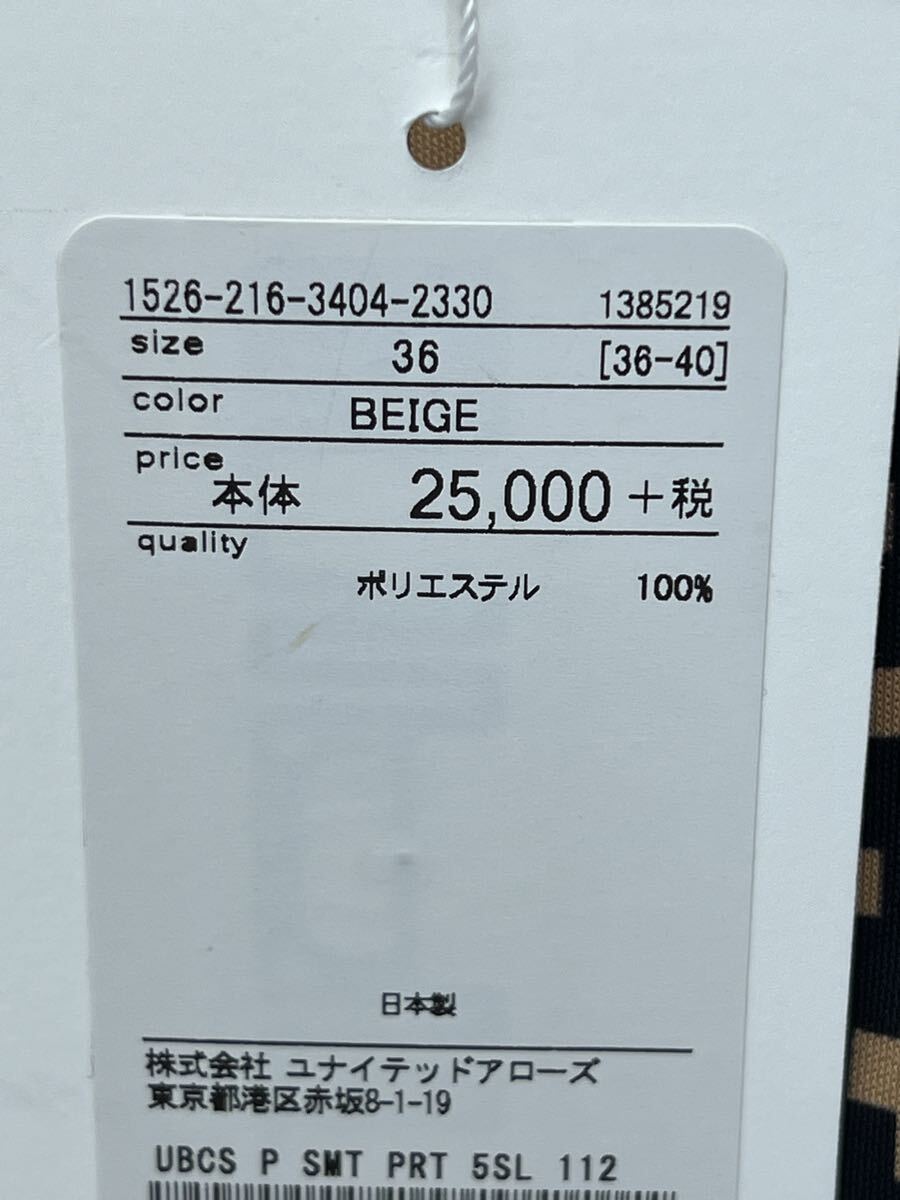 1526-216-3404-2330 1385219
size 36 [36-40]
color BEIGE
price
本体 25,000+税
quality
ポリエステル 100%
日本製
株式会社 ユナイテッドアローズ
東京都港区赤坂8-1-19
UBCS P SMT PRT 5SL 112